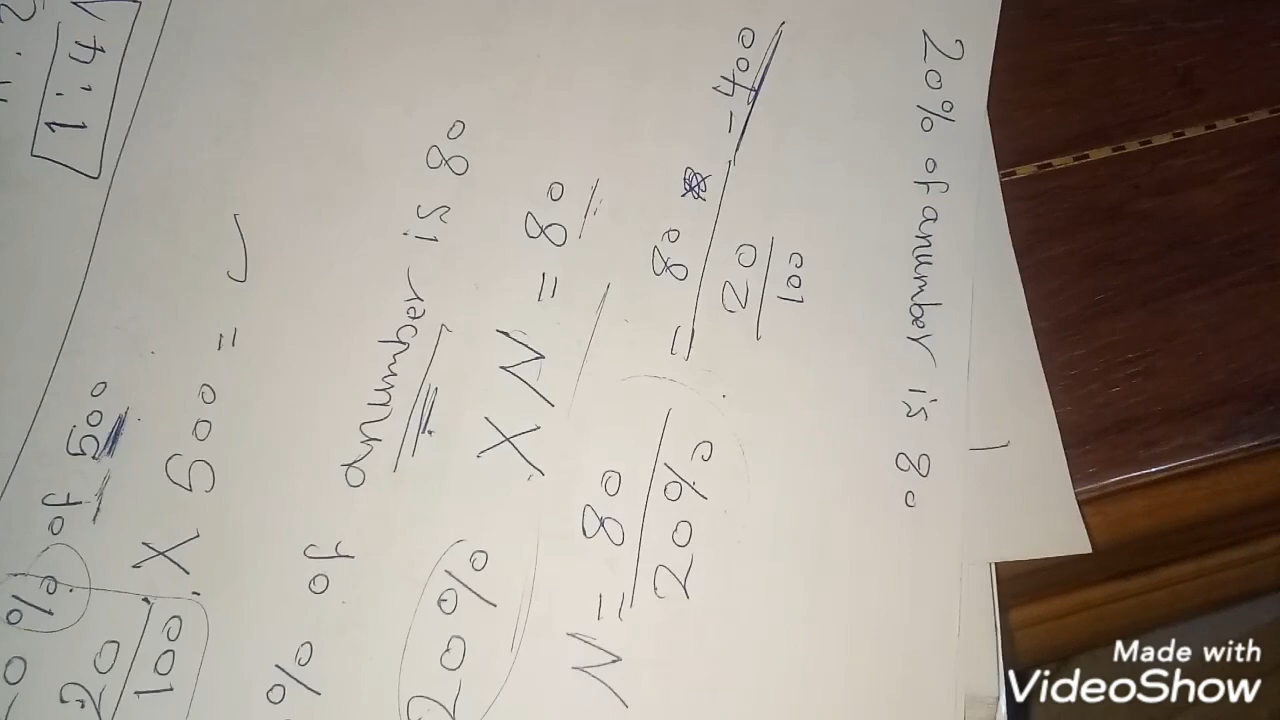 1:4
20% of 500
20/100 X 500 =
% of a number is 80
20% X N = 80
N = 80/20% = 80/(20/100) = 400
20% of a number is 80
Made with
VideoShow